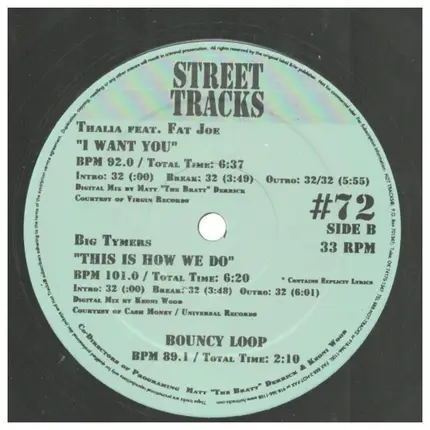 STREET
TRACKS
THALIA FEAT. FAT JOE
"I WANT YOU"
BPM 92.0 / TOTAL TIME: 6:37
INTRO: 32 (:00) BREAK: 32 (3:49) OUTRO: 32/32 (5:55)
DIGITAL MIX BY MATT "THE BRATT" DERRICK
COURTESY OF VIRGIN RECORDS
#72
SIDE B
33 RPM
BIG TYMERS
"THIS IS HOW WE DO"
BPM 101.0 / TOTAL TIME: 6:20
* CONTAINS EXPLICIT LYRICS
INTRO: 32 (:00) BREAK: 32 (3:48) OUTRO: 32 (6:01)
DIGITAL MIX BY KEONI WOOB
COURTESY OF CASH MONEY / UNIVERSAL RECORDS
BOUNCY LOOP
BPM 89.1 / TOTAL TIME: 2:10
CO-DIRECTORS OF PROGRAMING MATT "THE BRATT" DERRICK & KEONI WOOB